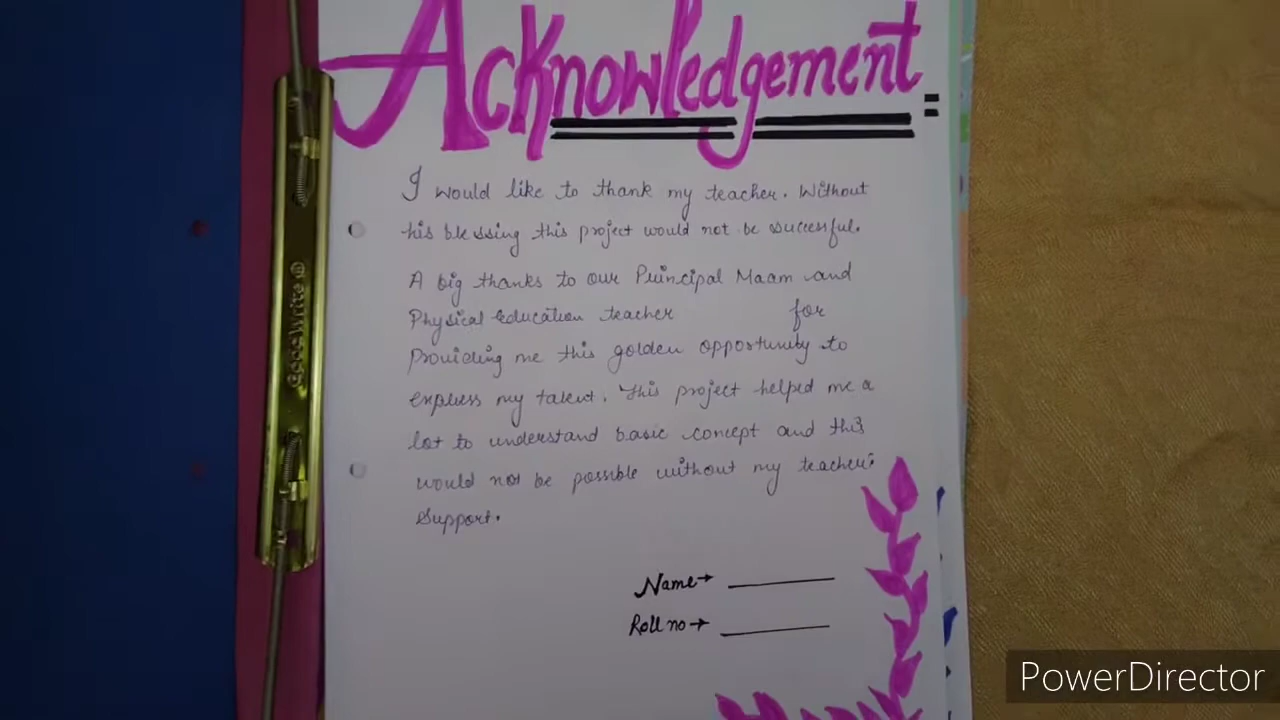 Acknowledgement
I would like to thank my teacher. Without
his blessing this project would not be successful.
A big thanks to our Principal Maam and
Physical Education teacher for
Providing me this golden opportunity to
express my talent. This project helped me a
lot to understand basic concept and this
would not be possible without my teacher's
Support.
Name→
Roll no→
GoodWrite®
PowerDirector